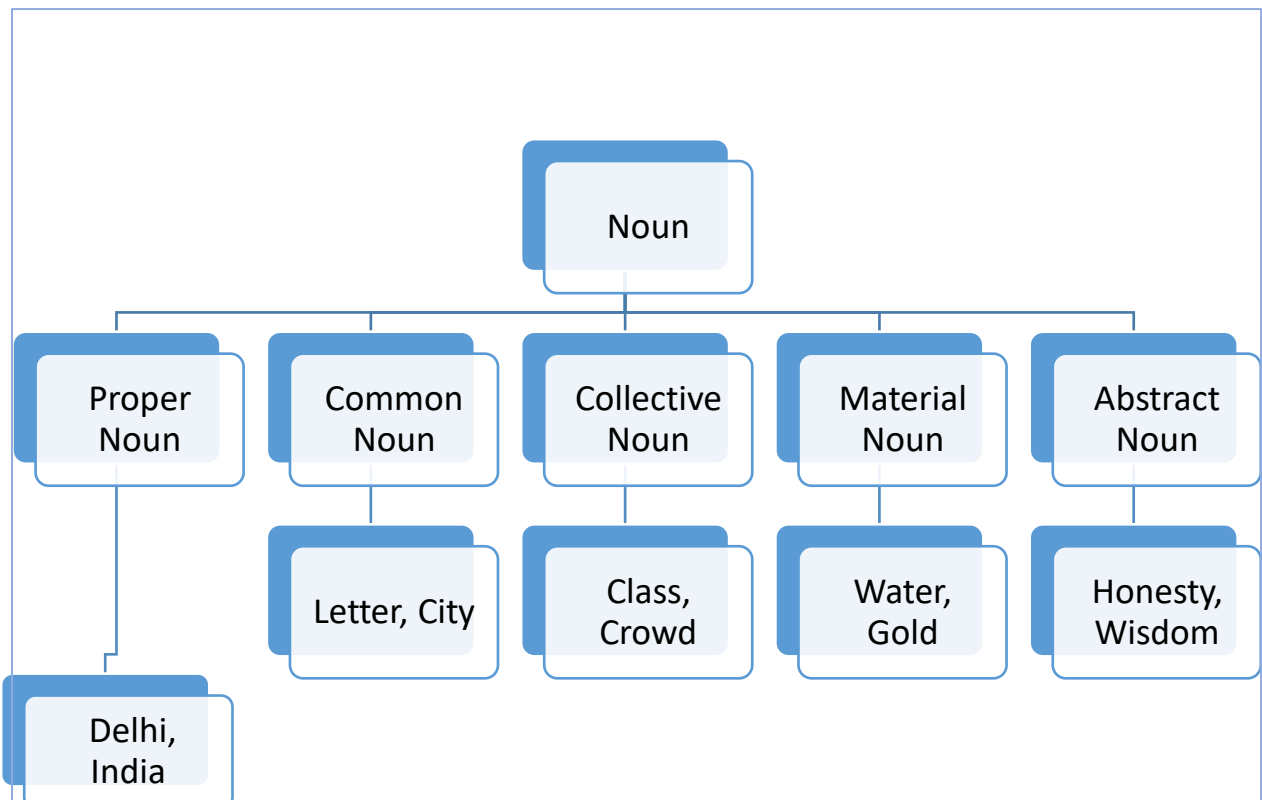 Noun
Proper
Noun
Common
Noun
Collective
Noun
Material
Noun
Abstract
Noun
Letter, City
Class,
Crowd
Water,
Gold
Honesty,
Wisdom
Delhi,
India